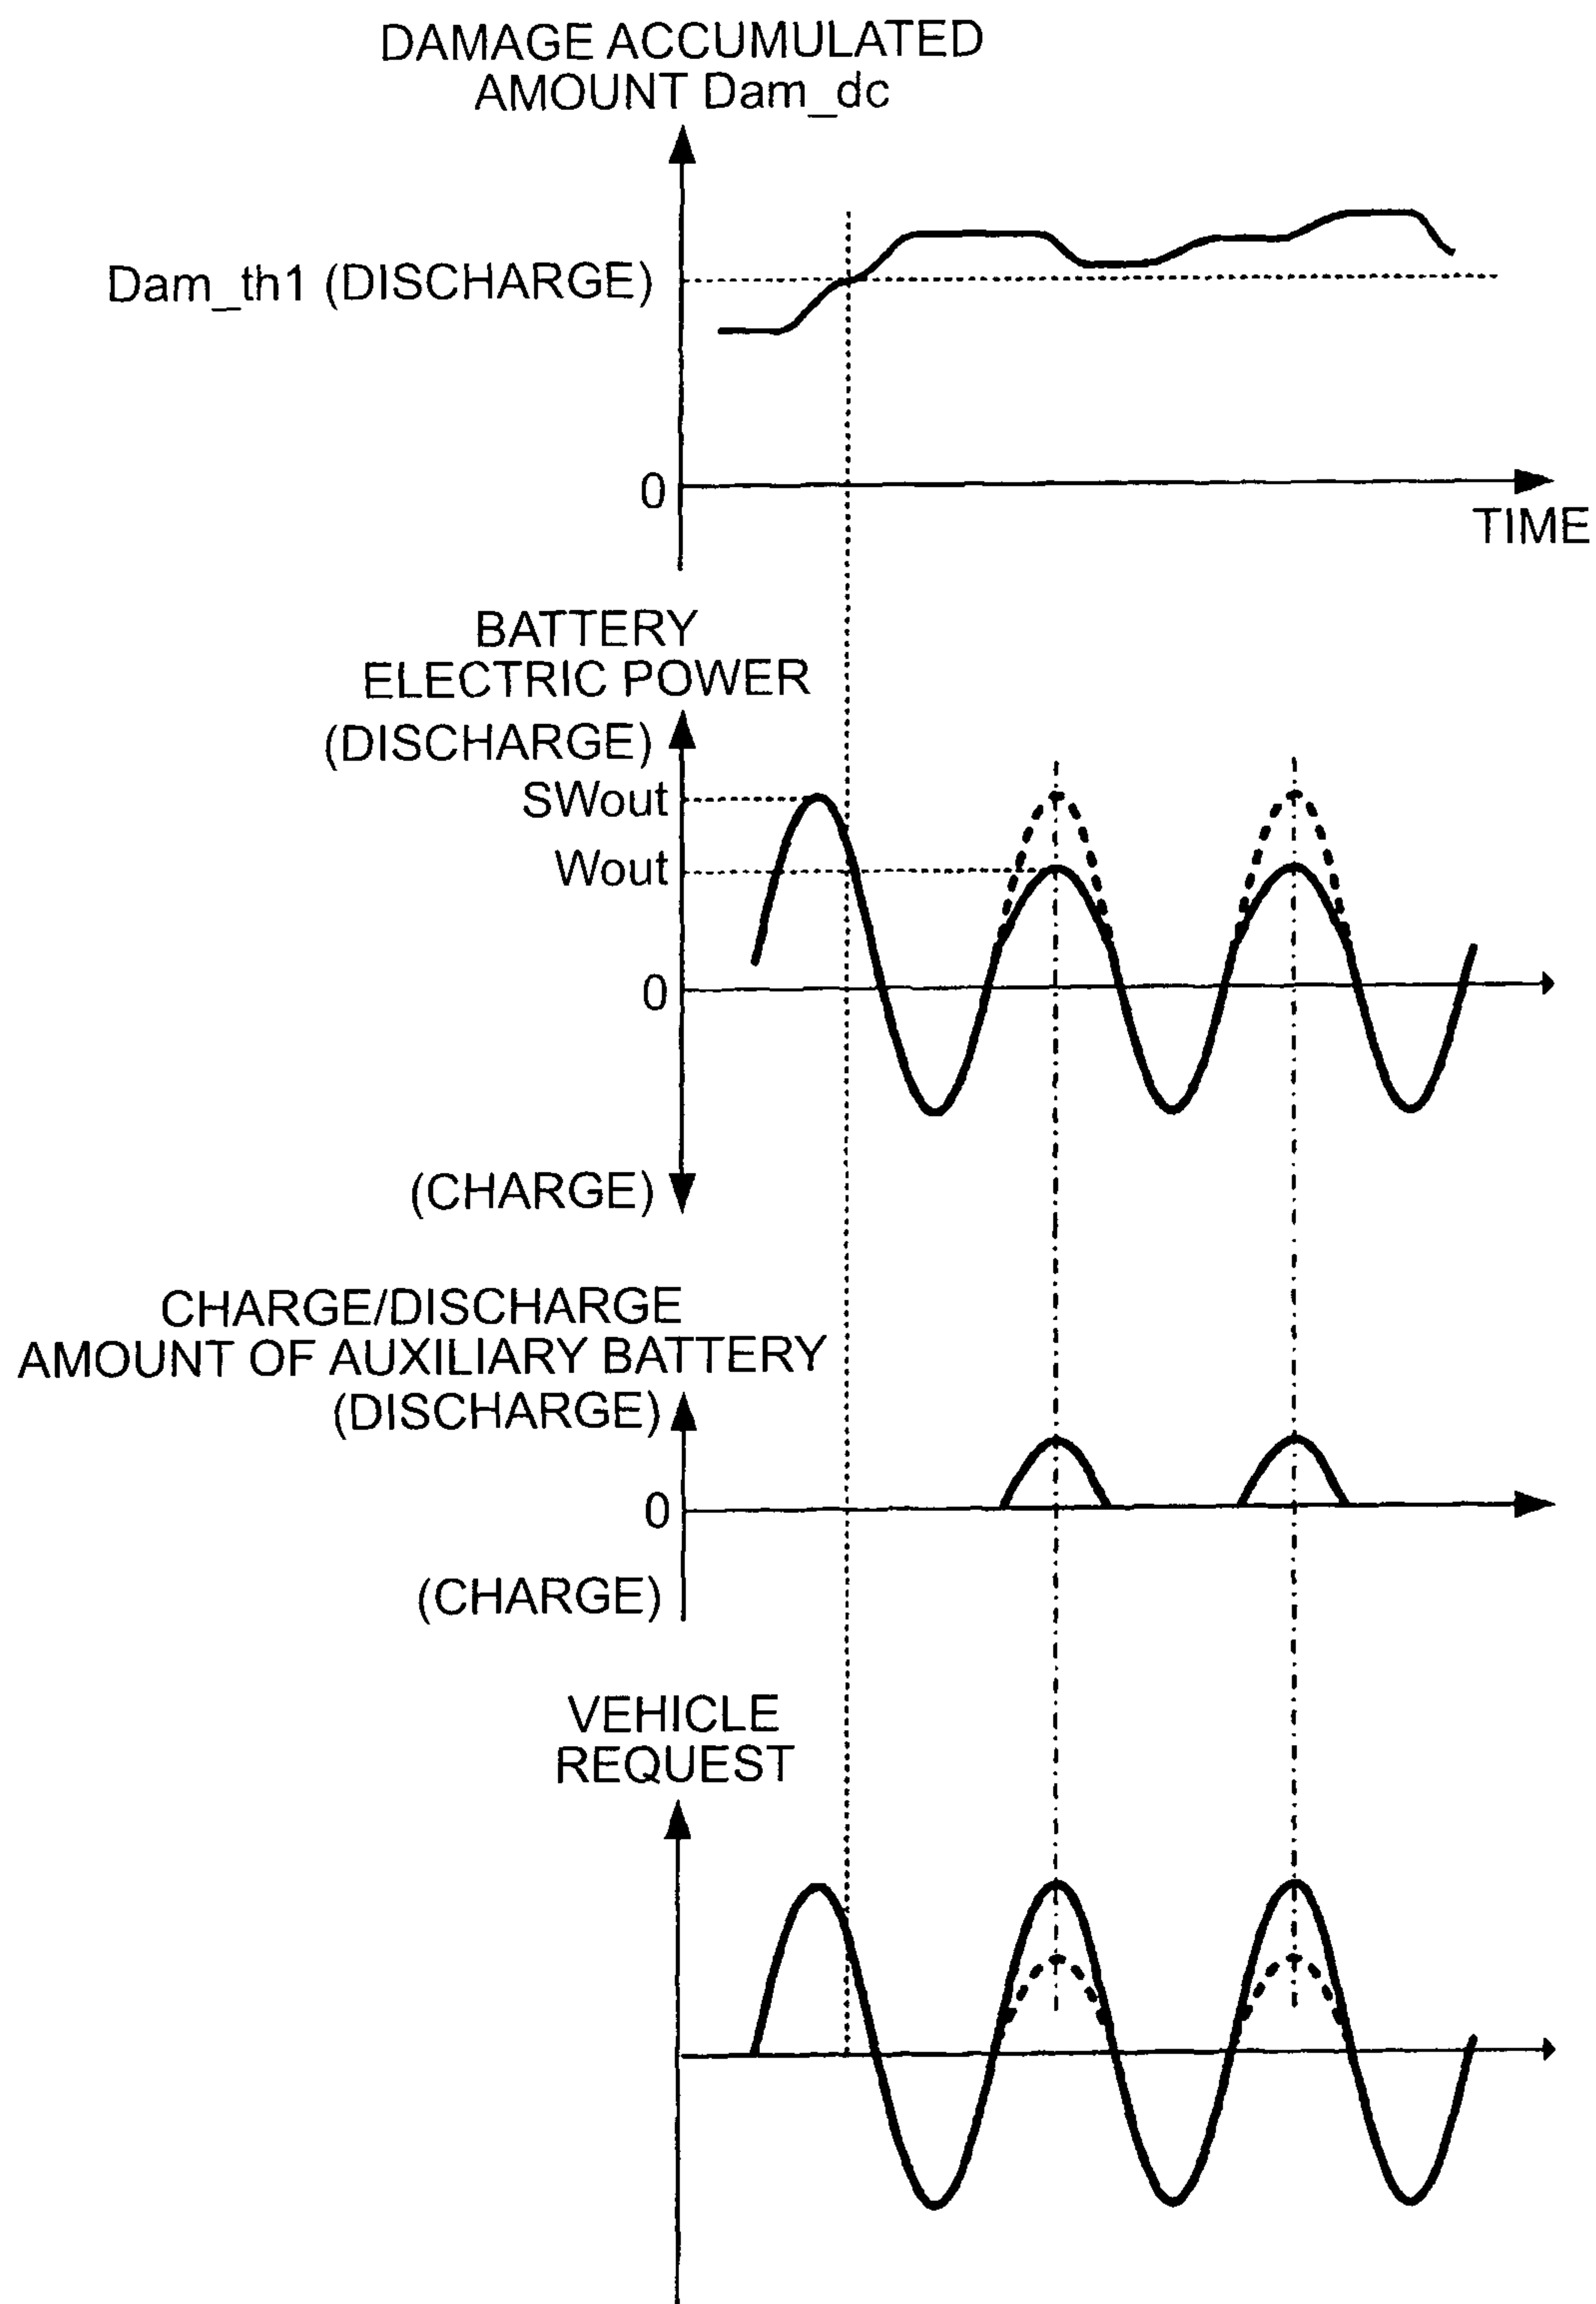 DAMAGE ACCUMULATED
AMOUNT Dam_dc
Dam_th1 (DISCHARGE)
0
TIME
BATTERY
ELECTRIC POWER
(DISCHARGE)
SWout
Wout
0
(CHARGE)
CHARGE/DISCHARGE
AMOUNT OF AUXILIARY BATTERY
(DISCHARGE)
0
(CHARGE)
VEHICLE
REQUEST